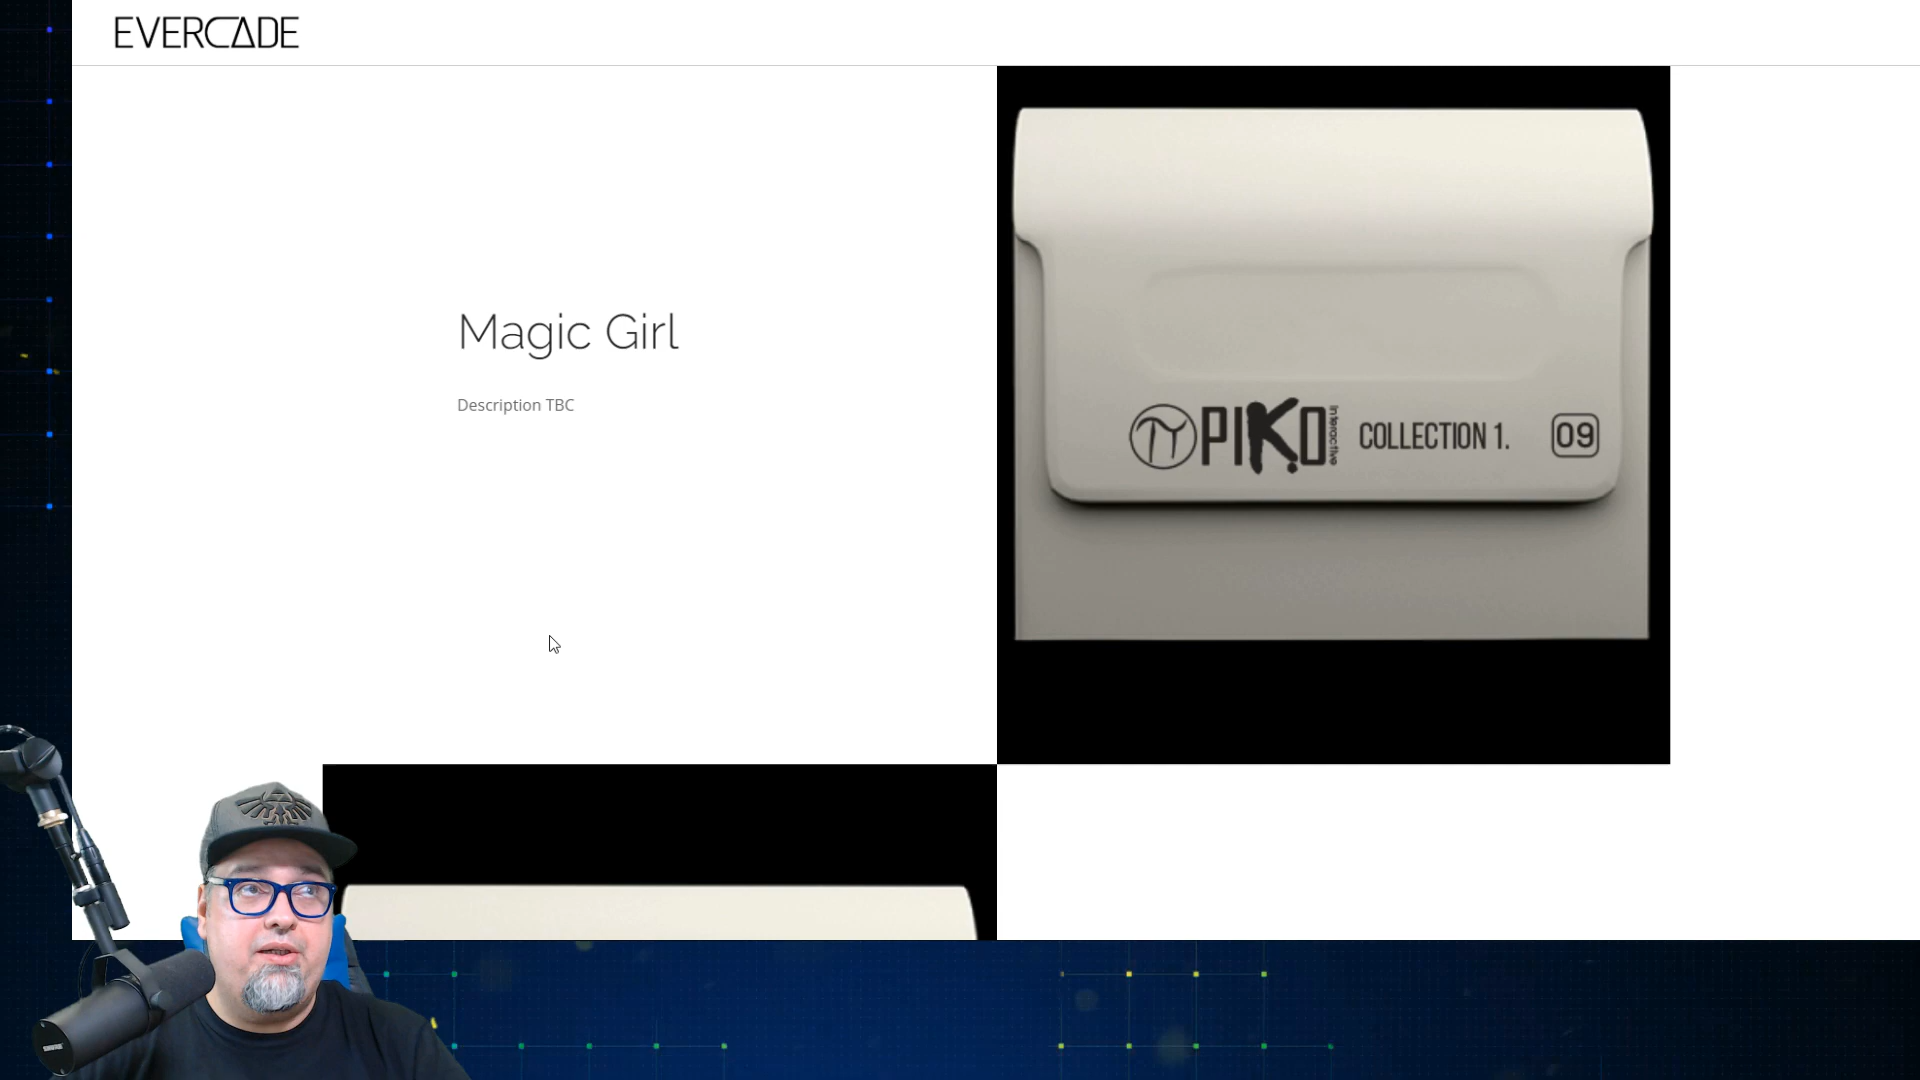 EVERCADE
Magic Girl
Description TBC
PIKO interactive COLLECTION 1. 09